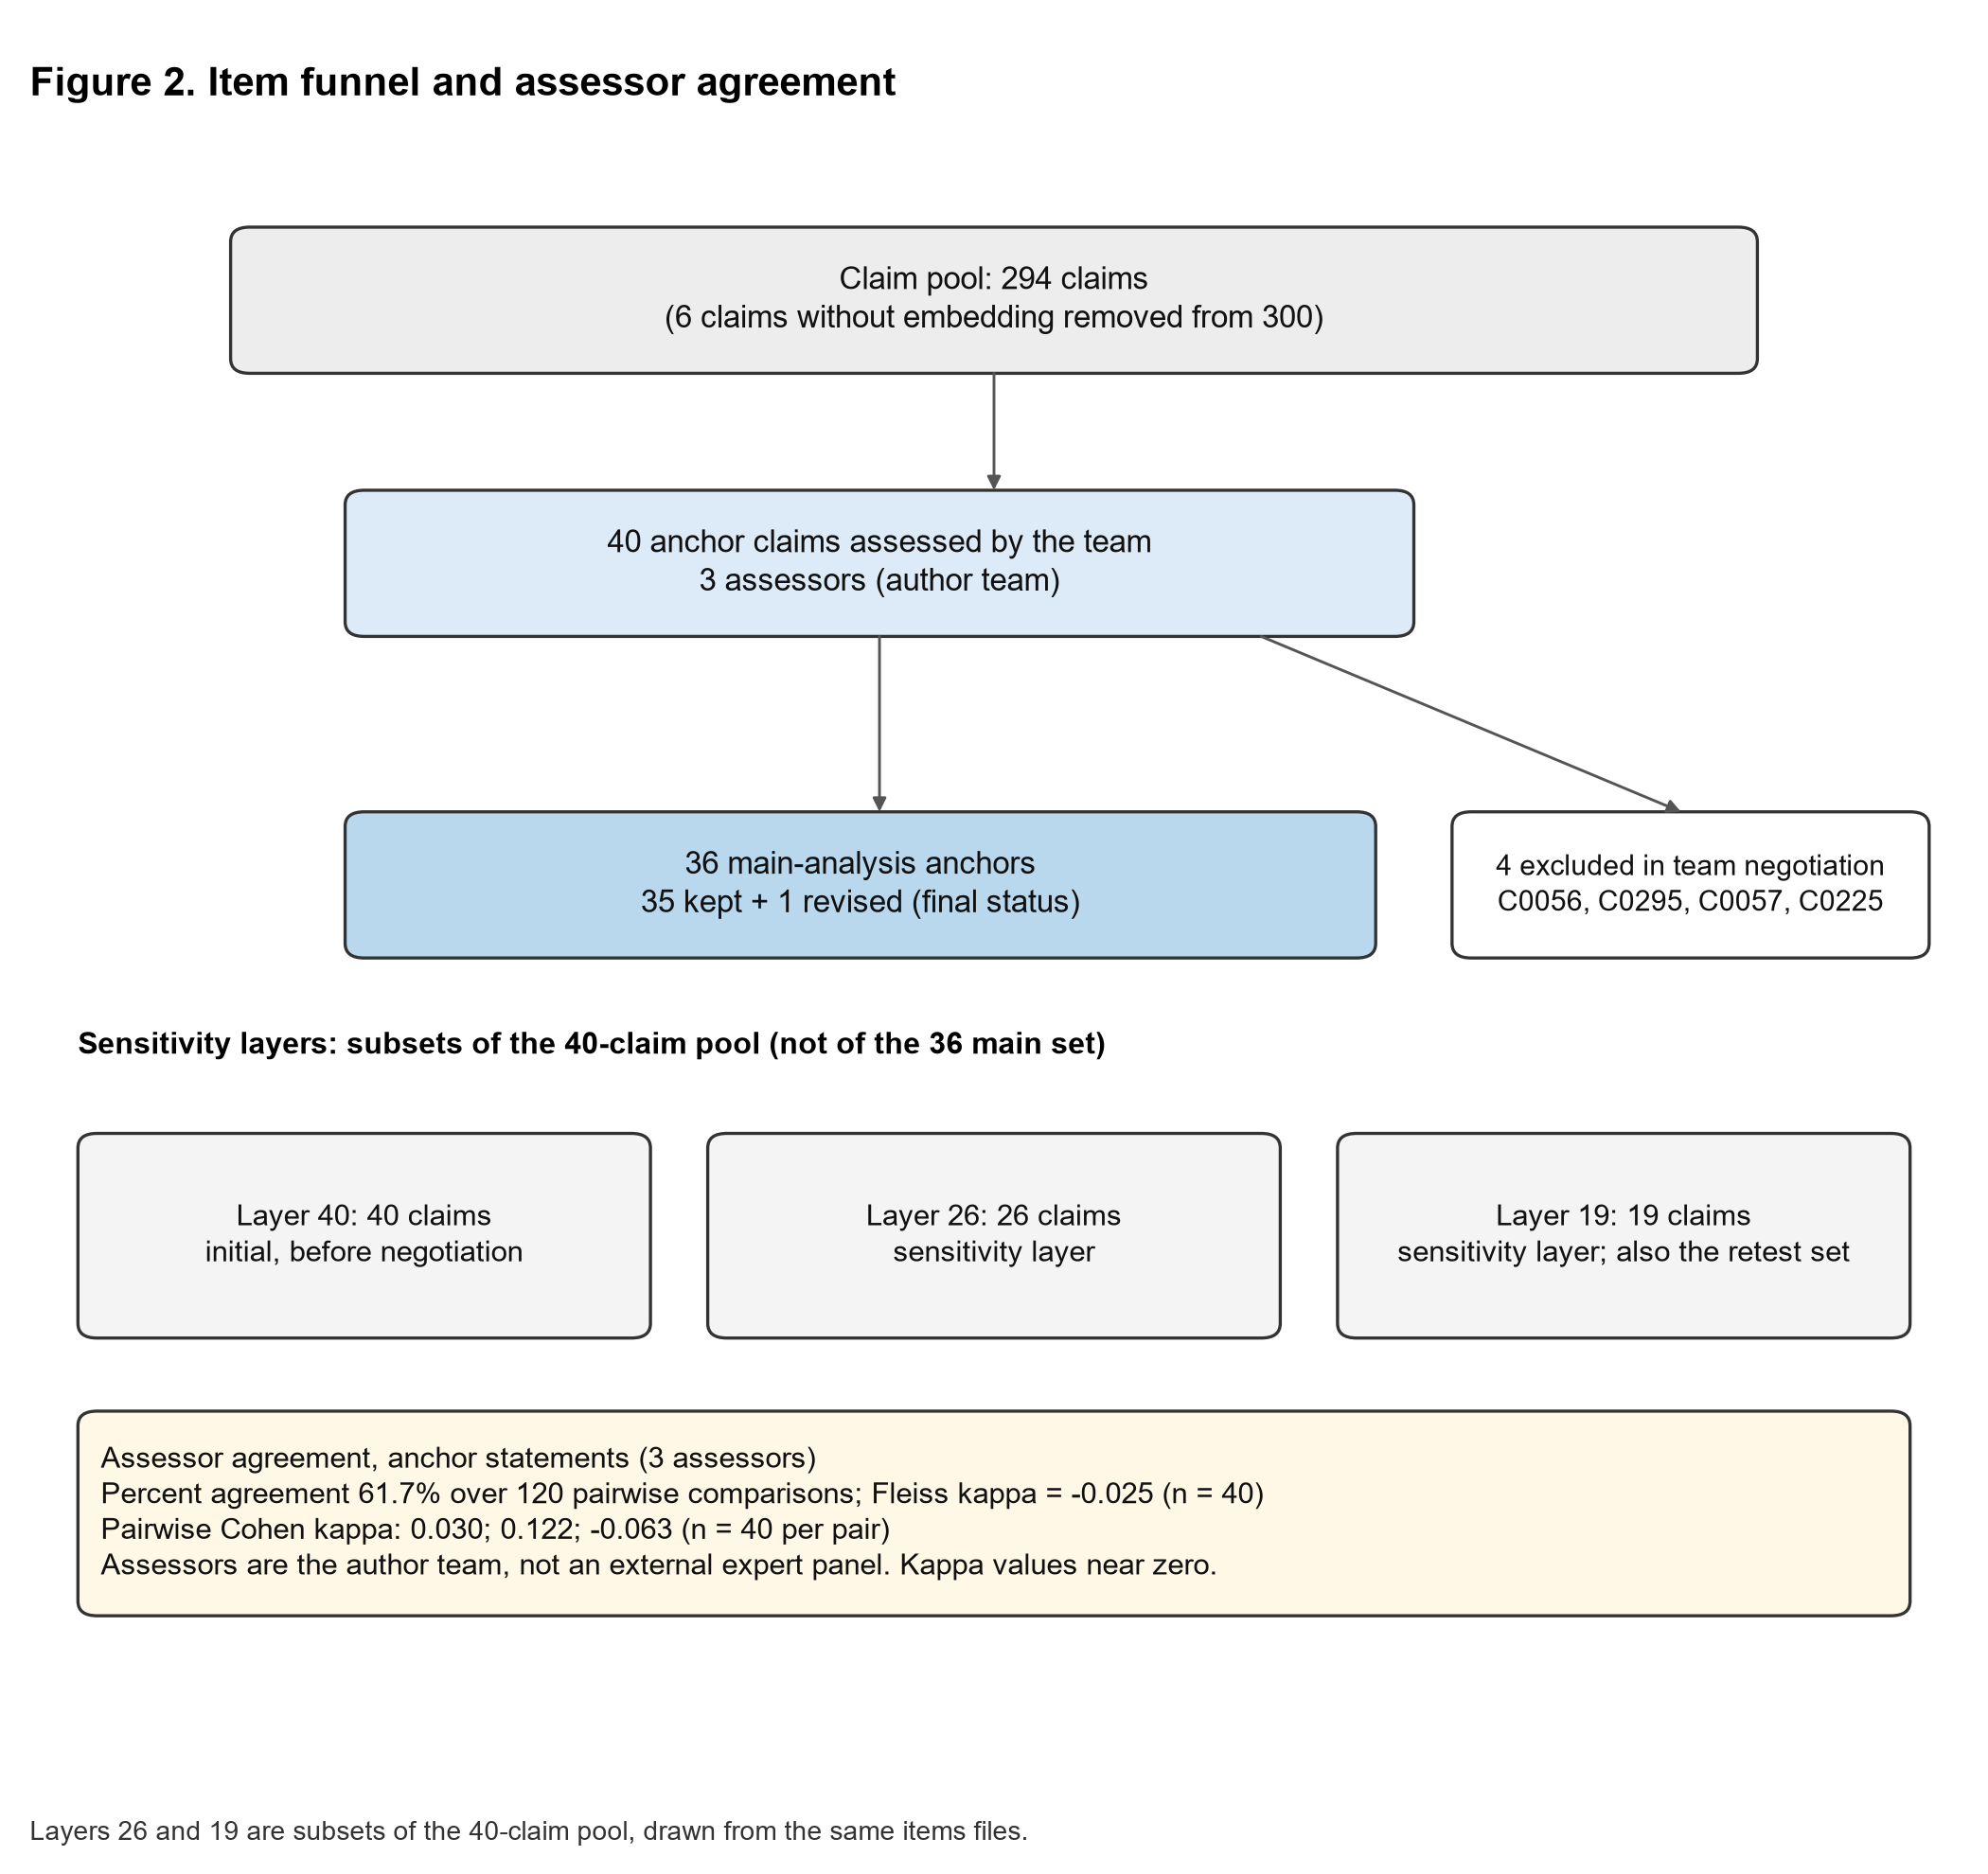 Figure 2. Item funnel and assessor agreement
Claim pool: 294 claims
(6 claims without embedding removed from 300)
40 anchor claims assessed by the team
3 assessors (author team)
36 main-analysis anchors
35 kept + 1 revised (final status)
4 excluded in team negotiation
C0056, C0295, C0057, C0225
Sensitivity layers: subsets of the 40-claim pool (not of the 36 main set)
Layer 40: 40 claims
initial, before negotiation
Layer 26: 26 claims
sensitivity layer
Layer 19: 19 claims
sensitivity layer; also the retest set
Assessor agreement, anchor statements (3 assessors)
Percent agreement 61.7% over 120 pairwise comparisons; Fleiss kappa = -0.025 (n = 40)
Pairwise Cohen kappa: 0.030; 0.122; -0.063 (n = 40 per pair)
Assessors are the author team, not an external expert panel. Kappa values near zero.
Layers 26 and 19 are subsets of the 40-claim pool, drawn from the same items files.